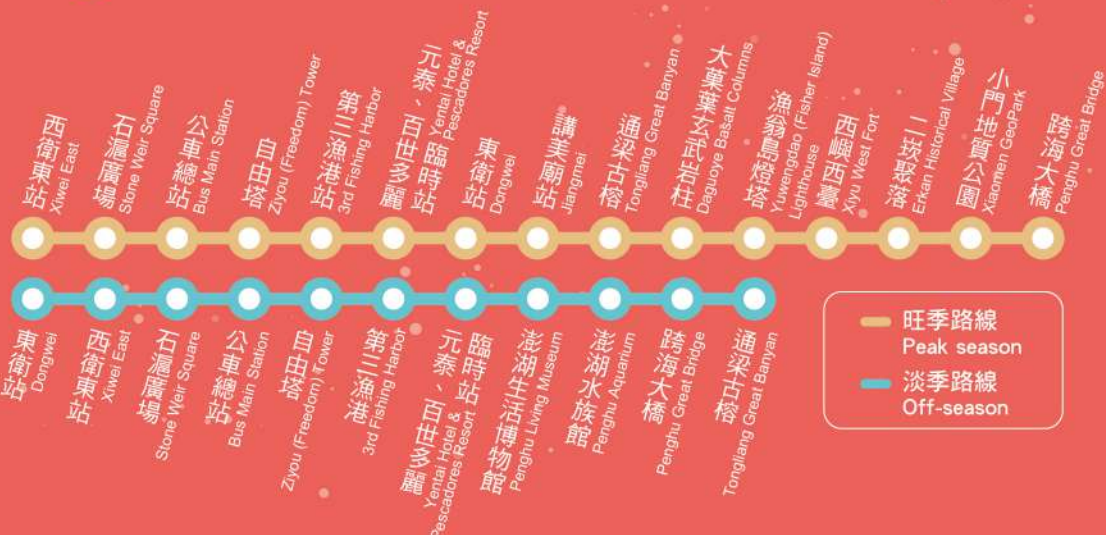 西衛東站
Xiwei East
石滬廣場
Stone Weir Square
公車總站
Bus Main Station
自由塔
Ziyou (Freedom) Tower
第三漁港站
3rd Fishing Harbor
元泰、百世多麗
臨時站
Yentai Hotel &
Pescadores Resort
東衛站
Dongwei
講美廟站
Jiangmei
通梁古榕
Tongliang Great Banyan
大菓葉玄武岩柱
Daguoye Basalt Columns
漁翁島燈塔
Yuwengdao (Fisher Island)
Lighthouse
西嶼西臺
Xiyu West Fort
二崁聚落
Erkan Historical Village
小門地質公園
Xiaomen GeoPark
跨海大橋
Penghu Great Bridge
東衛站
Dongwei
西衛東站
Xiwei East
石滬廣場
Stone Weir Square
公車總站
Bus Main Station
自由塔
Ziyou (Freedom) Tower
第三漁港
3rd Fishing Harbor
元泰、百世多麗
臨時站
Yentai Hotel &
Pescadores Resort
澎湖生活博物館
Penghu Living Museum
澎湖水族館
Penghu Aquarium
跨海大橋
Penghu Great Bridge
通梁古榕
Tongliang Great Banyan
旺季路線
Peak season
淡季路線
Off-season